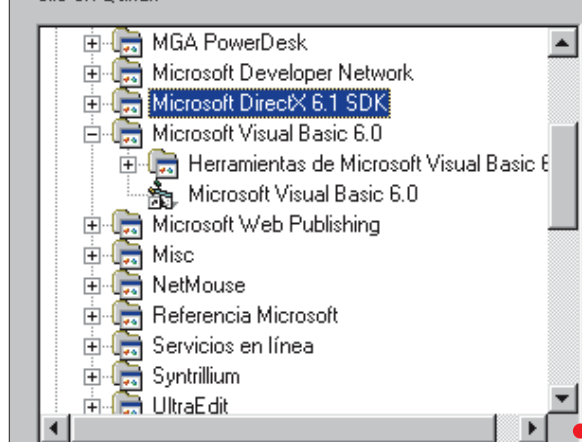 MGA PowerDesk
Microsoft Developer Network
Microsoft DirectX 6.1 SDK
Microsoft Visual Basic 6.0
Herramientas de Microsoft Visual Basic 6
Microsoft Visual Basic 6.0
Microsoft Web Publishing
Misc
NetMouse
Referencia Microsoft
Servicios en línea
Syntrillium
UltraEdit